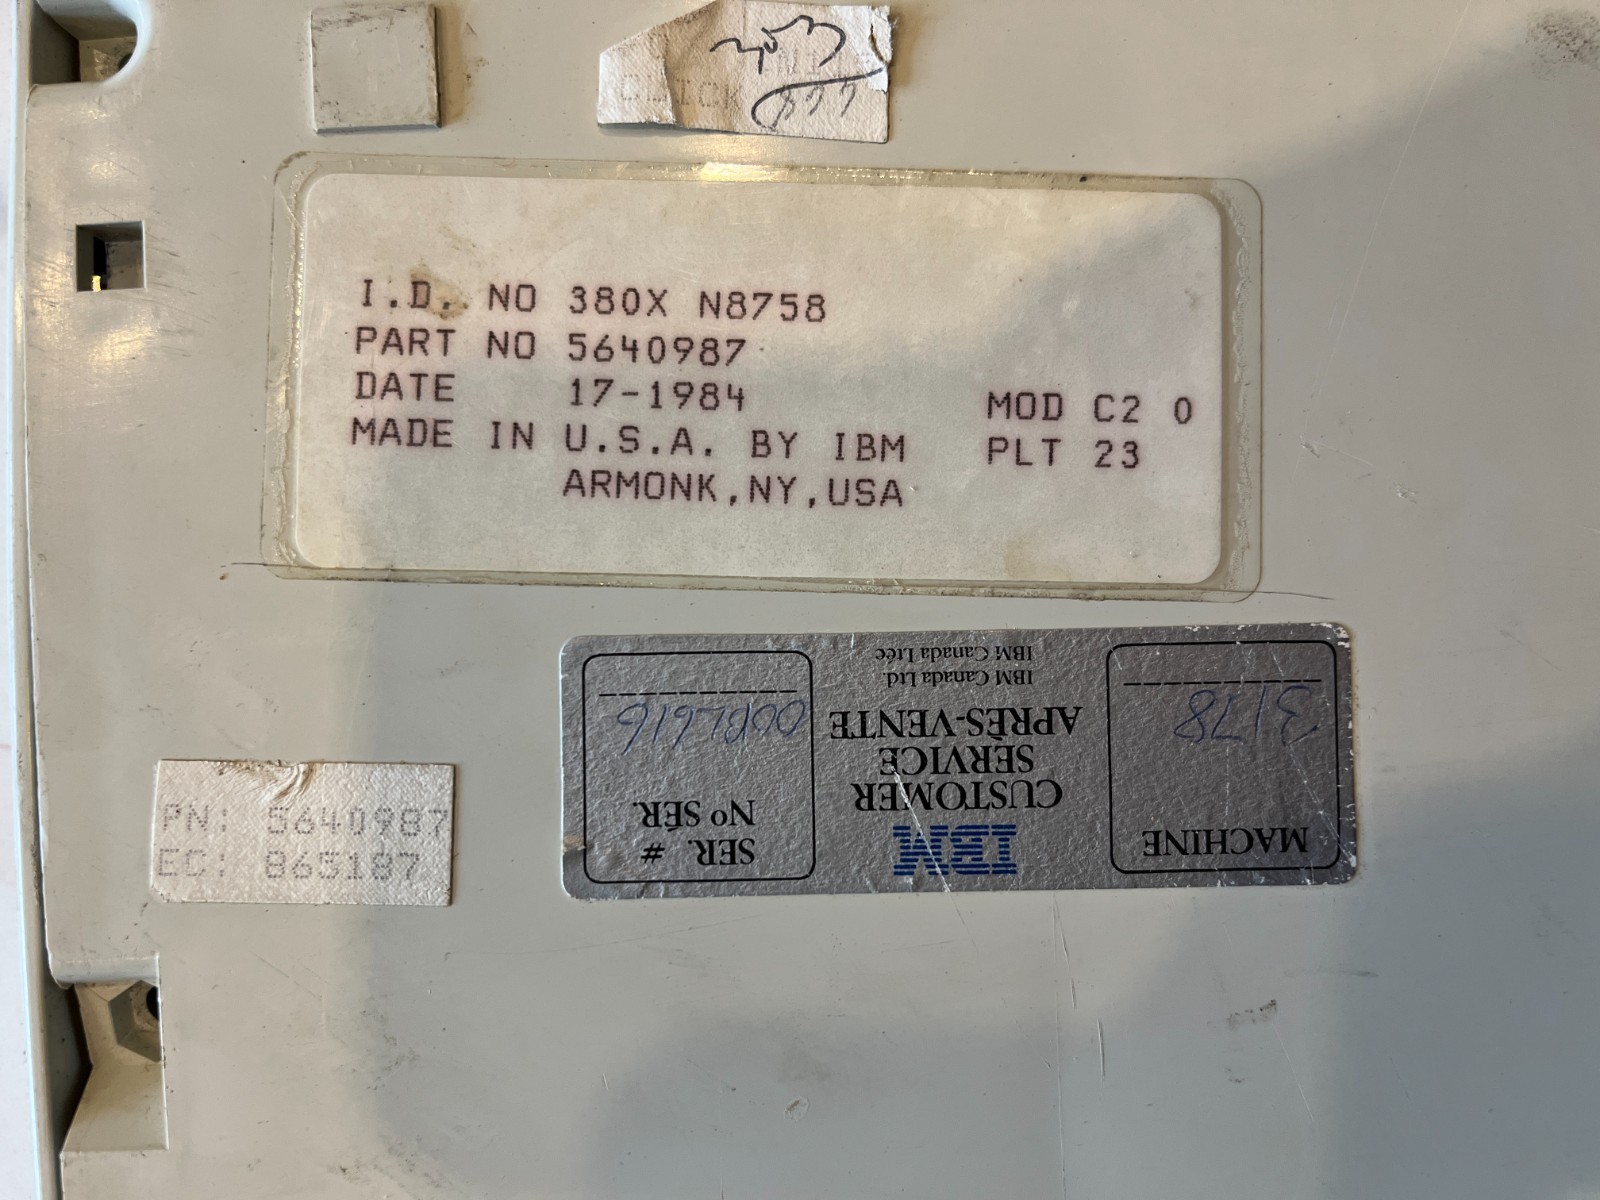 I.D. NO 380X N8758
PART NO 5640987
DATE 17-1984 MOD C2 0
MADE IN U.S.A. BY IBM PLT 23
ARMONK,NY,USA
PN: 5640987
EC: 865187
MACHINE
3178
IBM
CUSTOMER
SERVICE
APRÈS-VENTE
IBM Canada Ltd.
IBM Canada Ltée
SER. #
Nº SÉR.